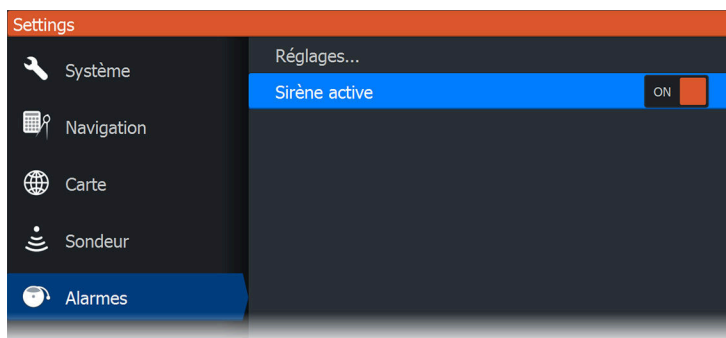 Settings
Système
Navigation
Carte
Sondeur
Alarmes
Réglages...
Sirène active
ON